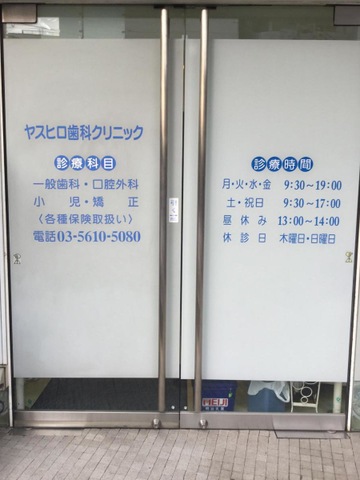 ヤスヒロ歯科クリニック
診療科目
一般歯科・口腔外科
小児・矯正
〈各種保険取扱い〉
電話03-5610-5080
診療時間
月・火・水・金 9:30~19:00
土・祝日 9:30~17:00
昼休み 13:00~14:00
休診日 木曜日・日曜日
MEIJI